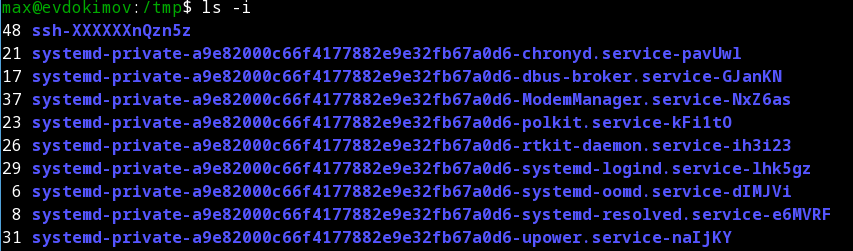 max@evdokimov:/tmp$ ls -i
48 ssh-XXXXXXnQzn5z
21 systemd-private-a9e82000c66f4177882e9e32fb67a0d6-chronyd.service-pavUwl
17 systemd-private-a9e82000c66f4177882e9e32fb67a0d6-dbus-broker.service-GJanKN
37 systemd-private-a9e82000c66f4177882e9e32fb67a0d6-ModemManager.service-NxZ6as
23 systemd-private-a9e82000c66f4177882e9e32fb67a0d6-polkit.service-kFi1tO
26 systemd-private-a9e82000c66f4177882e9e32fb67a0d6-rtkit-daemon.service-ih3i23
29 systemd-private-a9e82000c66f4177882e9e32fb67a0d6-systemd-logind.service-lhk5gz
6 systemd-private-a9e82000c66f4177882e9e32fb67a0d6-systemd-oomd.service-dIMJVi
8 systemd-private-a9e82000c66f4177882e9e32fb67a0d6-systemd-resolved.service-e6MVRF
31 systemd-private-a9e82000c66f4177882e9e32fb67a0d6-upower.service-naIjKY